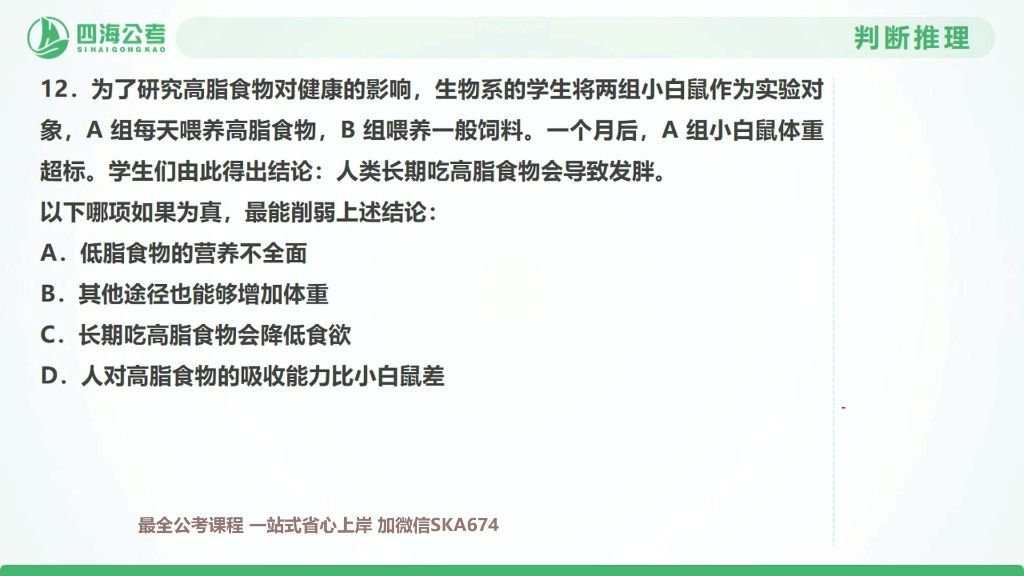 四海公考
SIHAIGONGKAO
判断推理
12. 为了研究高脂食物对健康的影响，生物系的学生将两组小白鼠作为实验对
象，A 组每天喂养高脂食物，B 组喂养一般饲料。一个月后，A 组小白鼠体重
超标。学生们由此得出结论：人类长期吃高脂食物会导致发胖。
以下哪项如果为真，最能削弱上述结论：
A. 低脂食物的营养不全面
B. 其他途径也能够增加体重
C. 长期吃高脂食物会降低食欲
D. 人对高脂食物的吸收能力比小白鼠差
最全公考课程 一站式省心上岸 加微信SKA674